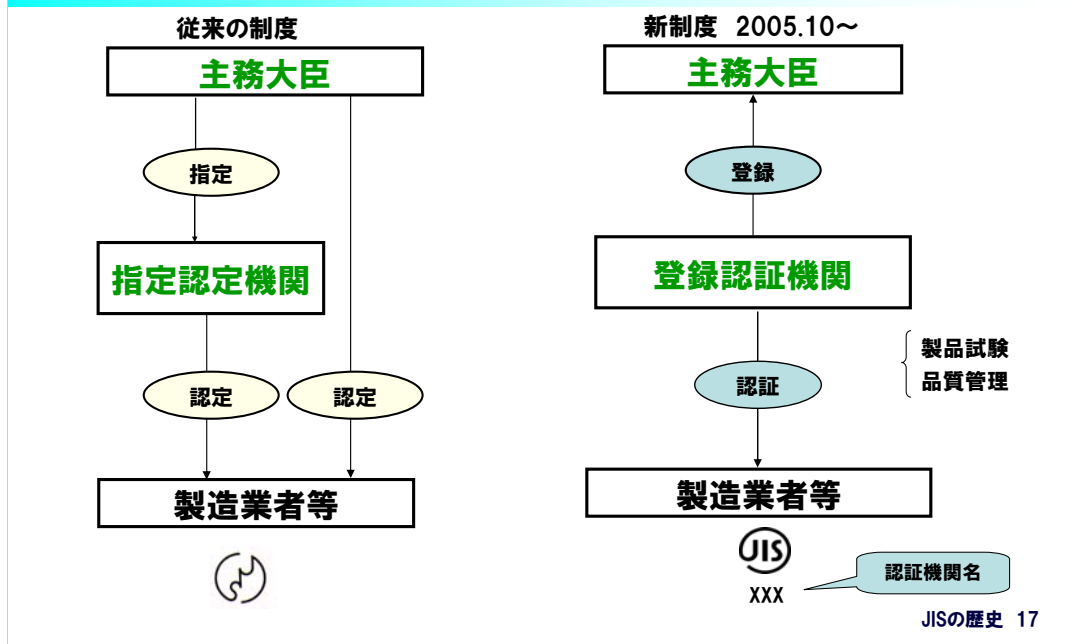 従来の制度
主務大臣
指定
指定認定機関
認定
認定
製造業者等
新制度 2005.10～
主務大臣
登録
登録認証機関
製品試験
品質管理
認証
製造業者等
JIS
XXX
認証機関名
JISの歴史 17